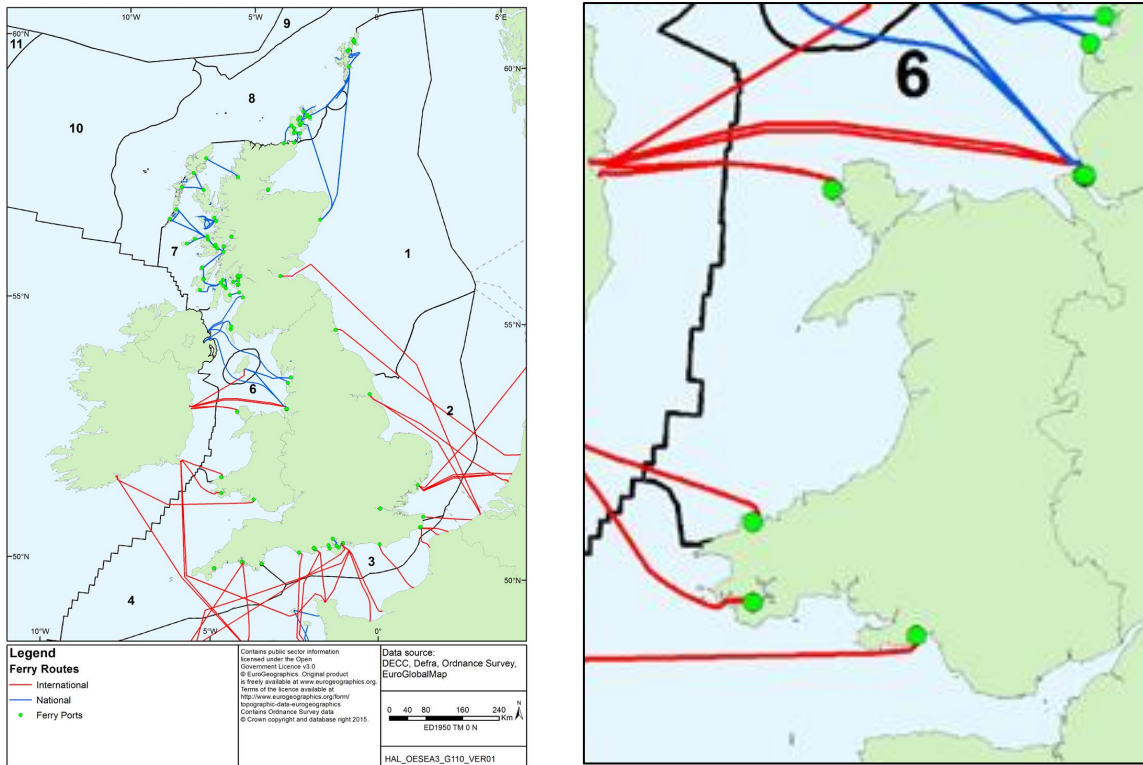 10°W
5°W
0°
5°E
60°N
9
11
60°N
8
10
7
1
55°N
55°N
6
2
50°N
3
50°N
4
10°W
5°W
0°
Legend
Ferry Routes
International
National
Ferry Ports
Contains public sector information
licensed under the Open
Government Licence v3.0
© EuroGeographics. Original product
is freely available at www.eurogeographics.org.
Terms of the licence available at
http://www.eurogeographics.org/form/
topographic-data-eurogeographics
Contains Ordnance Survey data
© Crown copyright and database right 2015.
Data source:
DECC, Defra, Ordnance Survey,
EuroGlobalMap
0 40 80 160 240
Km
N
ED1950 TM 0 N
HAL_OESEA3_G110_VER01
6